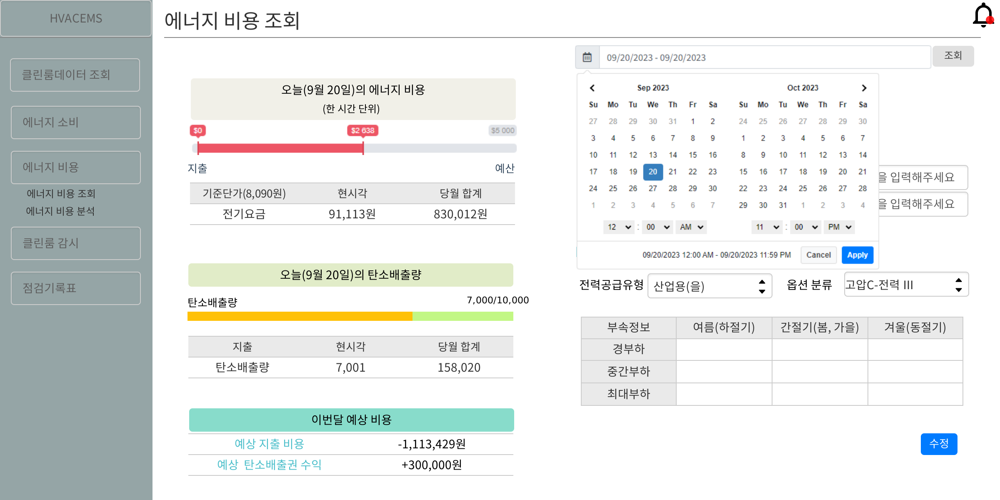 HVACEMS
클린룸데이터 조회
에너지 소비
에너지 비용
에너지 비용 조회
에너지 비용 분석
클린룸 감시
점검기록표
에너지 비용 조회
오늘(9월 20일)의 에너지 비용
(한 시간 단위)
$0 $2 638 $5 000
지출 예산
기준단가(8,090원) 현시각 당월 합계
전기요금 91,113원 830,012원
오늘(9월 20일)의 탄소배출량
탄소배출량 7,000/10,000
지출 현시각 당월 합계
탄소배출량 7,001 158,020
이번달 예상 비용
예상 지출 비용 -1,113,429원
예상 탄소배출권 수익 +300,000원
09/20/2023 - 09/20/2023 조회
Sep 2023 Oct 2023
Su Mo Tu We Th Fr Sa Su Mo Tu We Th Fr Sa
27 28 29 30 31 1 2 24 25 26 27 28 29 30
3 4 5 6 7 8 9 1 2 3 4 5 6 7
10 11 12 13 14 15 16 8 9 10 11 12 13 14
17 18 19 20 21 22 23 15 16 17 18 19 20 21
24 25 26 27 28 29 30 22 23 24 25 26 27 28
1 2 3 4 5 6 7 29 30 31 1 2 3 4
12 : 00 AM 11 : 00 PM
09/20/2023 12:00 AM - 09/20/2023 11:59 PM Cancel Apply
을 입력해주세요
을 입력해주세요
전력공급유형 산업용(을) 옵션 분류 고압C-전력 III
부속정보 여름(하절기) 간절기(봄, 가을) 겨울(동절기)
경부하
중간부하
최대부하
수정